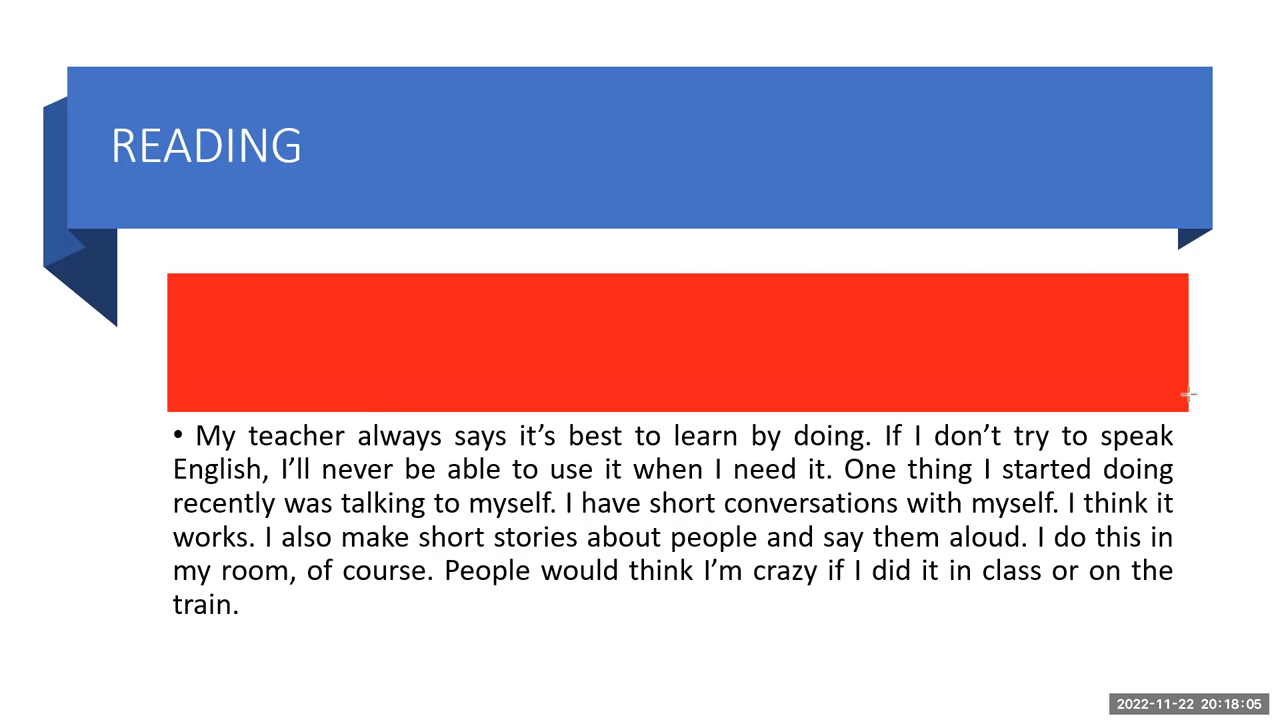 READING
• My teacher always says it’s best to learn by doing. If I don’t try to speak
English, I’ll never be able to use it when I need it. One thing I started doing
recently was talking to myself. I have short conversations with myself. I think it
works. I also make short stories about people and say them aloud. I do this in
my room, of course. People would think I’m crazy if I did it in class or on the
train.
2022-11-22 20:18:05